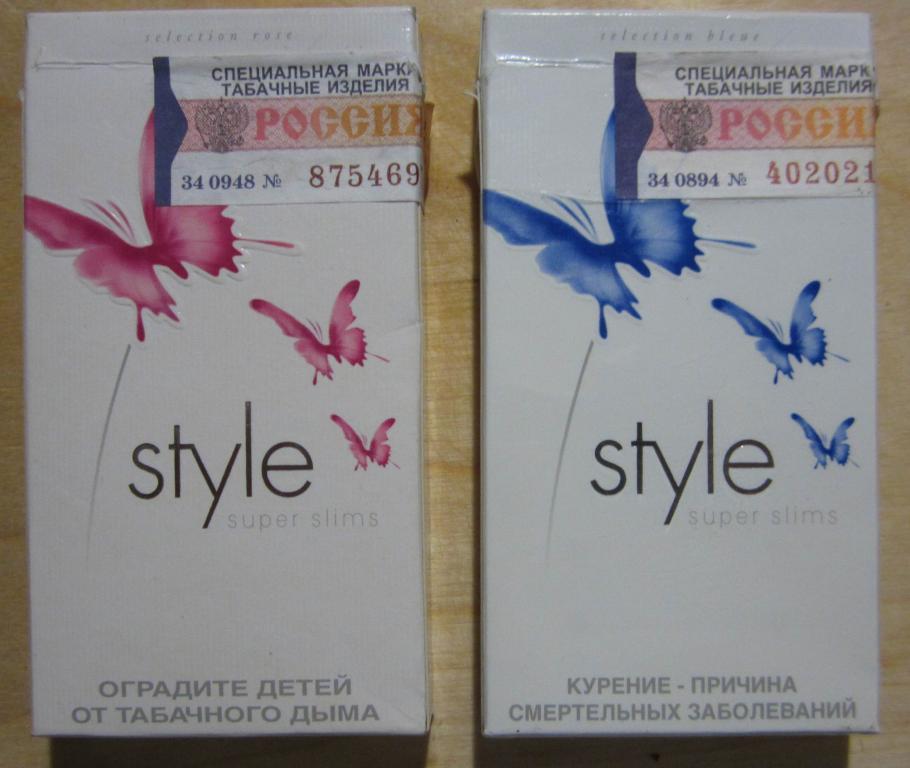 selection rose
СПЕЦИАЛЬНАЯ МАРК
ТАБАЧНЫЕ ИЗДЕЛИЯ
РОССИЯ
34 0948 № 875469
style
super slims
ОГРАДИТЕ ДЕТЕЙ
ОТ ТАБАЧНОГО ДЫМА
selection bleue
СПЕЦИАЛЬНАЯ МАРК
ТАБАЧНЫЕ ИЗДЕЛИЯ
РОССИ
34 0894 № 402021
style
super slims
КУРЕНИЕ - ПРИЧИНА
СМЕРТЕЛЬНЫХ ЗАБОЛЕВАНИЙ